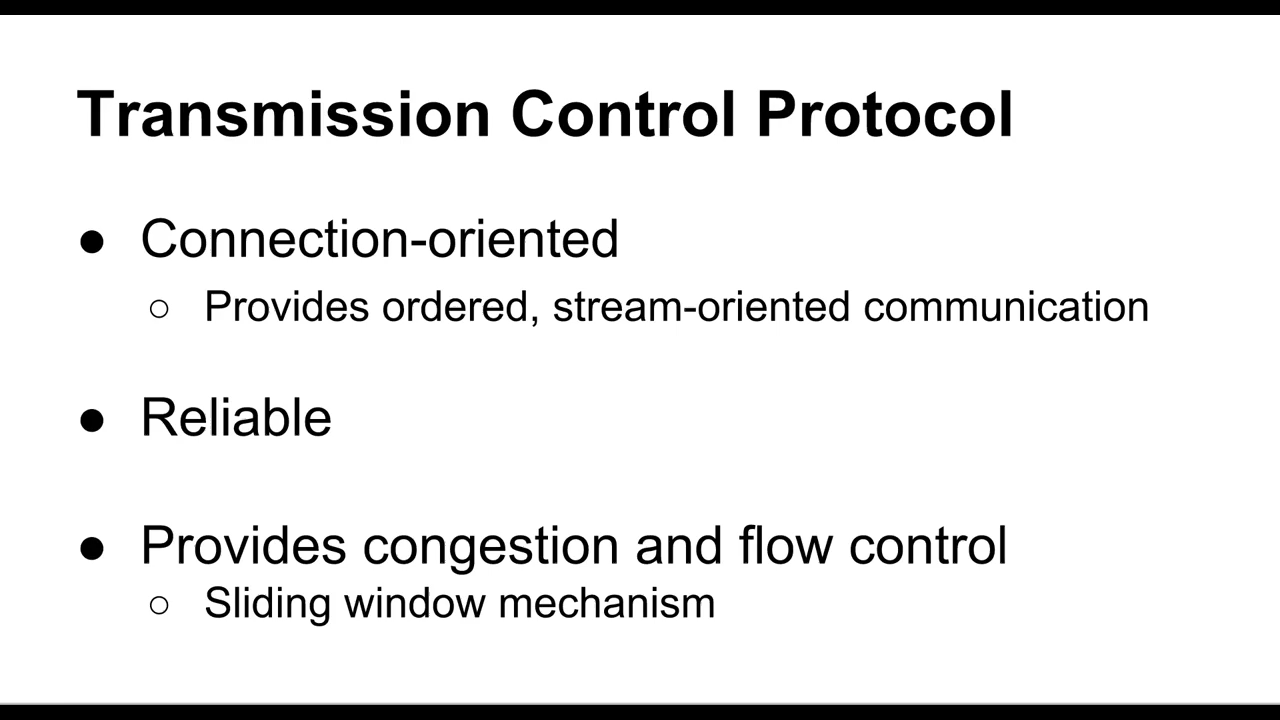 Transmission Control Protocol
● Connection-oriented
○ Provides ordered, stream-oriented communication
● Reliable
● Provides congestion and flow control
○ Sliding window mechanism